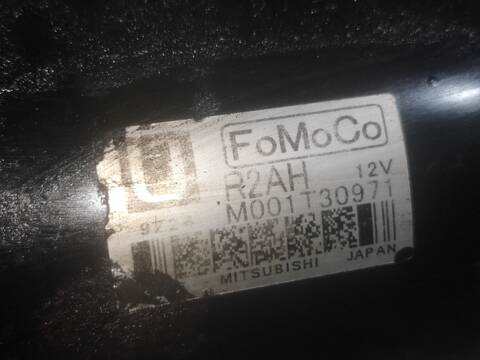 FoMoCo
R2AH 12V
M001T30971
MITSUBISHI JAPAN